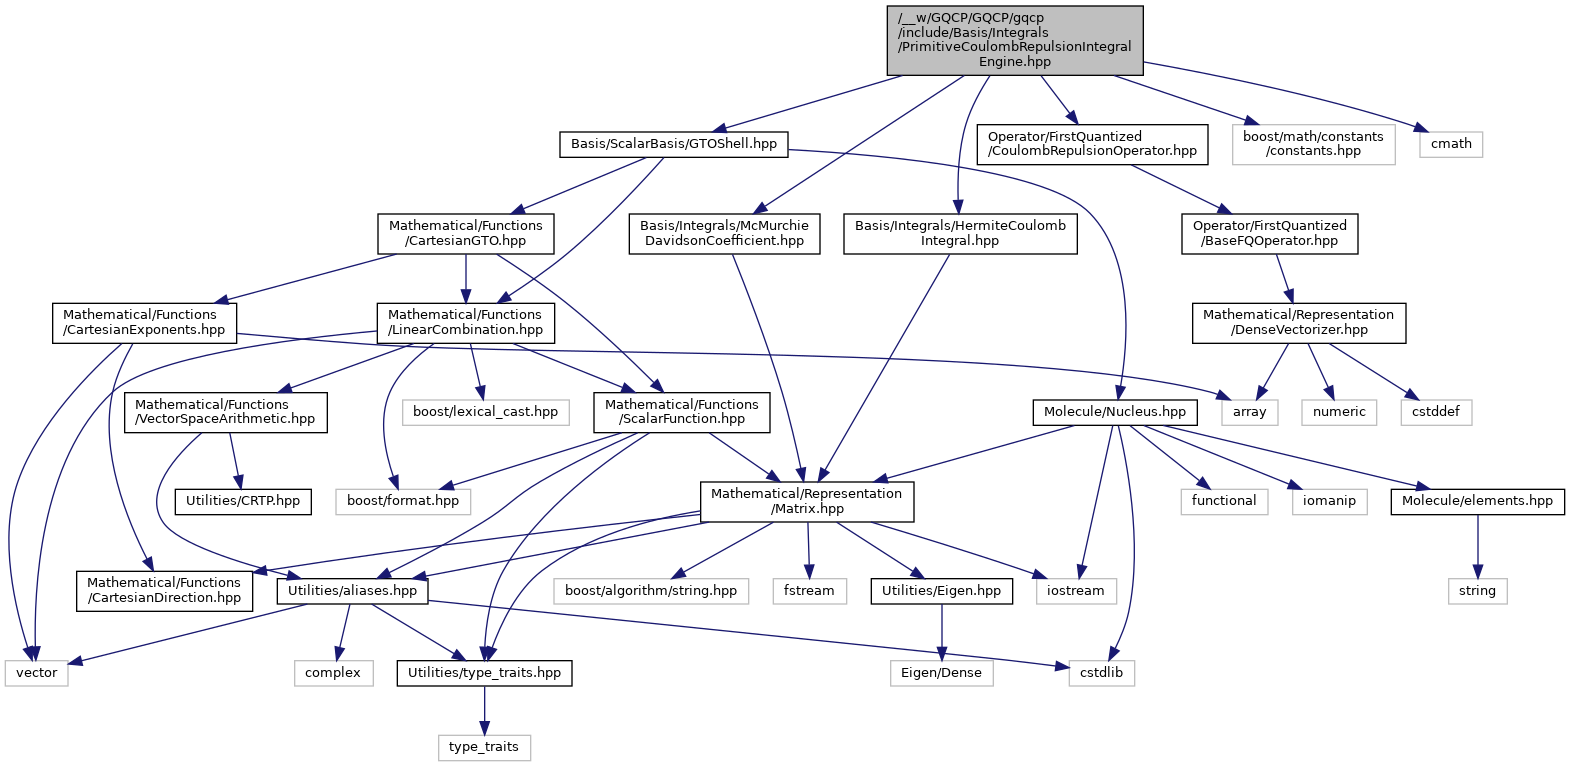 /__w/GQCP/GQCP/gqcp
/include/Basis/Integrals
/PrimitiveCoulombRepulsionIntegral
Engine.hpp
Basis/ScalarBasis/GTOShell.hpp
Operator/FirstQuantized
/CoulombRepulsionOperator.hpp
boost/math/constants
/constants.hpp
cmath
Mathematical/Functions
/CartesianGTO.hpp
Basis/Integrals/McMurchie
DavidsonCoefficient.hpp
Basis/Integrals/HermiteCoulomb
Integral.hpp
Operator/FirstQuantized
/BaseFQOperator.hpp
Mathematical/Functions
/CartesianExponents.hpp
Mathematical/Functions
/LinearCombination.hpp
Mathematical/Representation
/DenseVectorizer.hpp
Mathematical/Functions
/VectorSpaceArithmetic.hpp
boost/lexical_cast.hpp
Mathematical/Functions
/ScalarFunction.hpp
Molecule/Nucleus.hpp
array
numeric
cstddef
Utilities/CRTP.hpp
boost/format.hpp
Mathematical/Representation
/Matrix.hpp
functional
iomanip
Molecule/elements.hpp
Mathematical/Functions
/CartesianDirection.hpp
Utilities/aliases.hpp
boost/algorithm/string.hpp
fstream
Utilities/Eigen.hpp
iostream
string
vector
complex
Utilities/type_traits.hpp
Eigen/Dense
cstdlib
type_traits